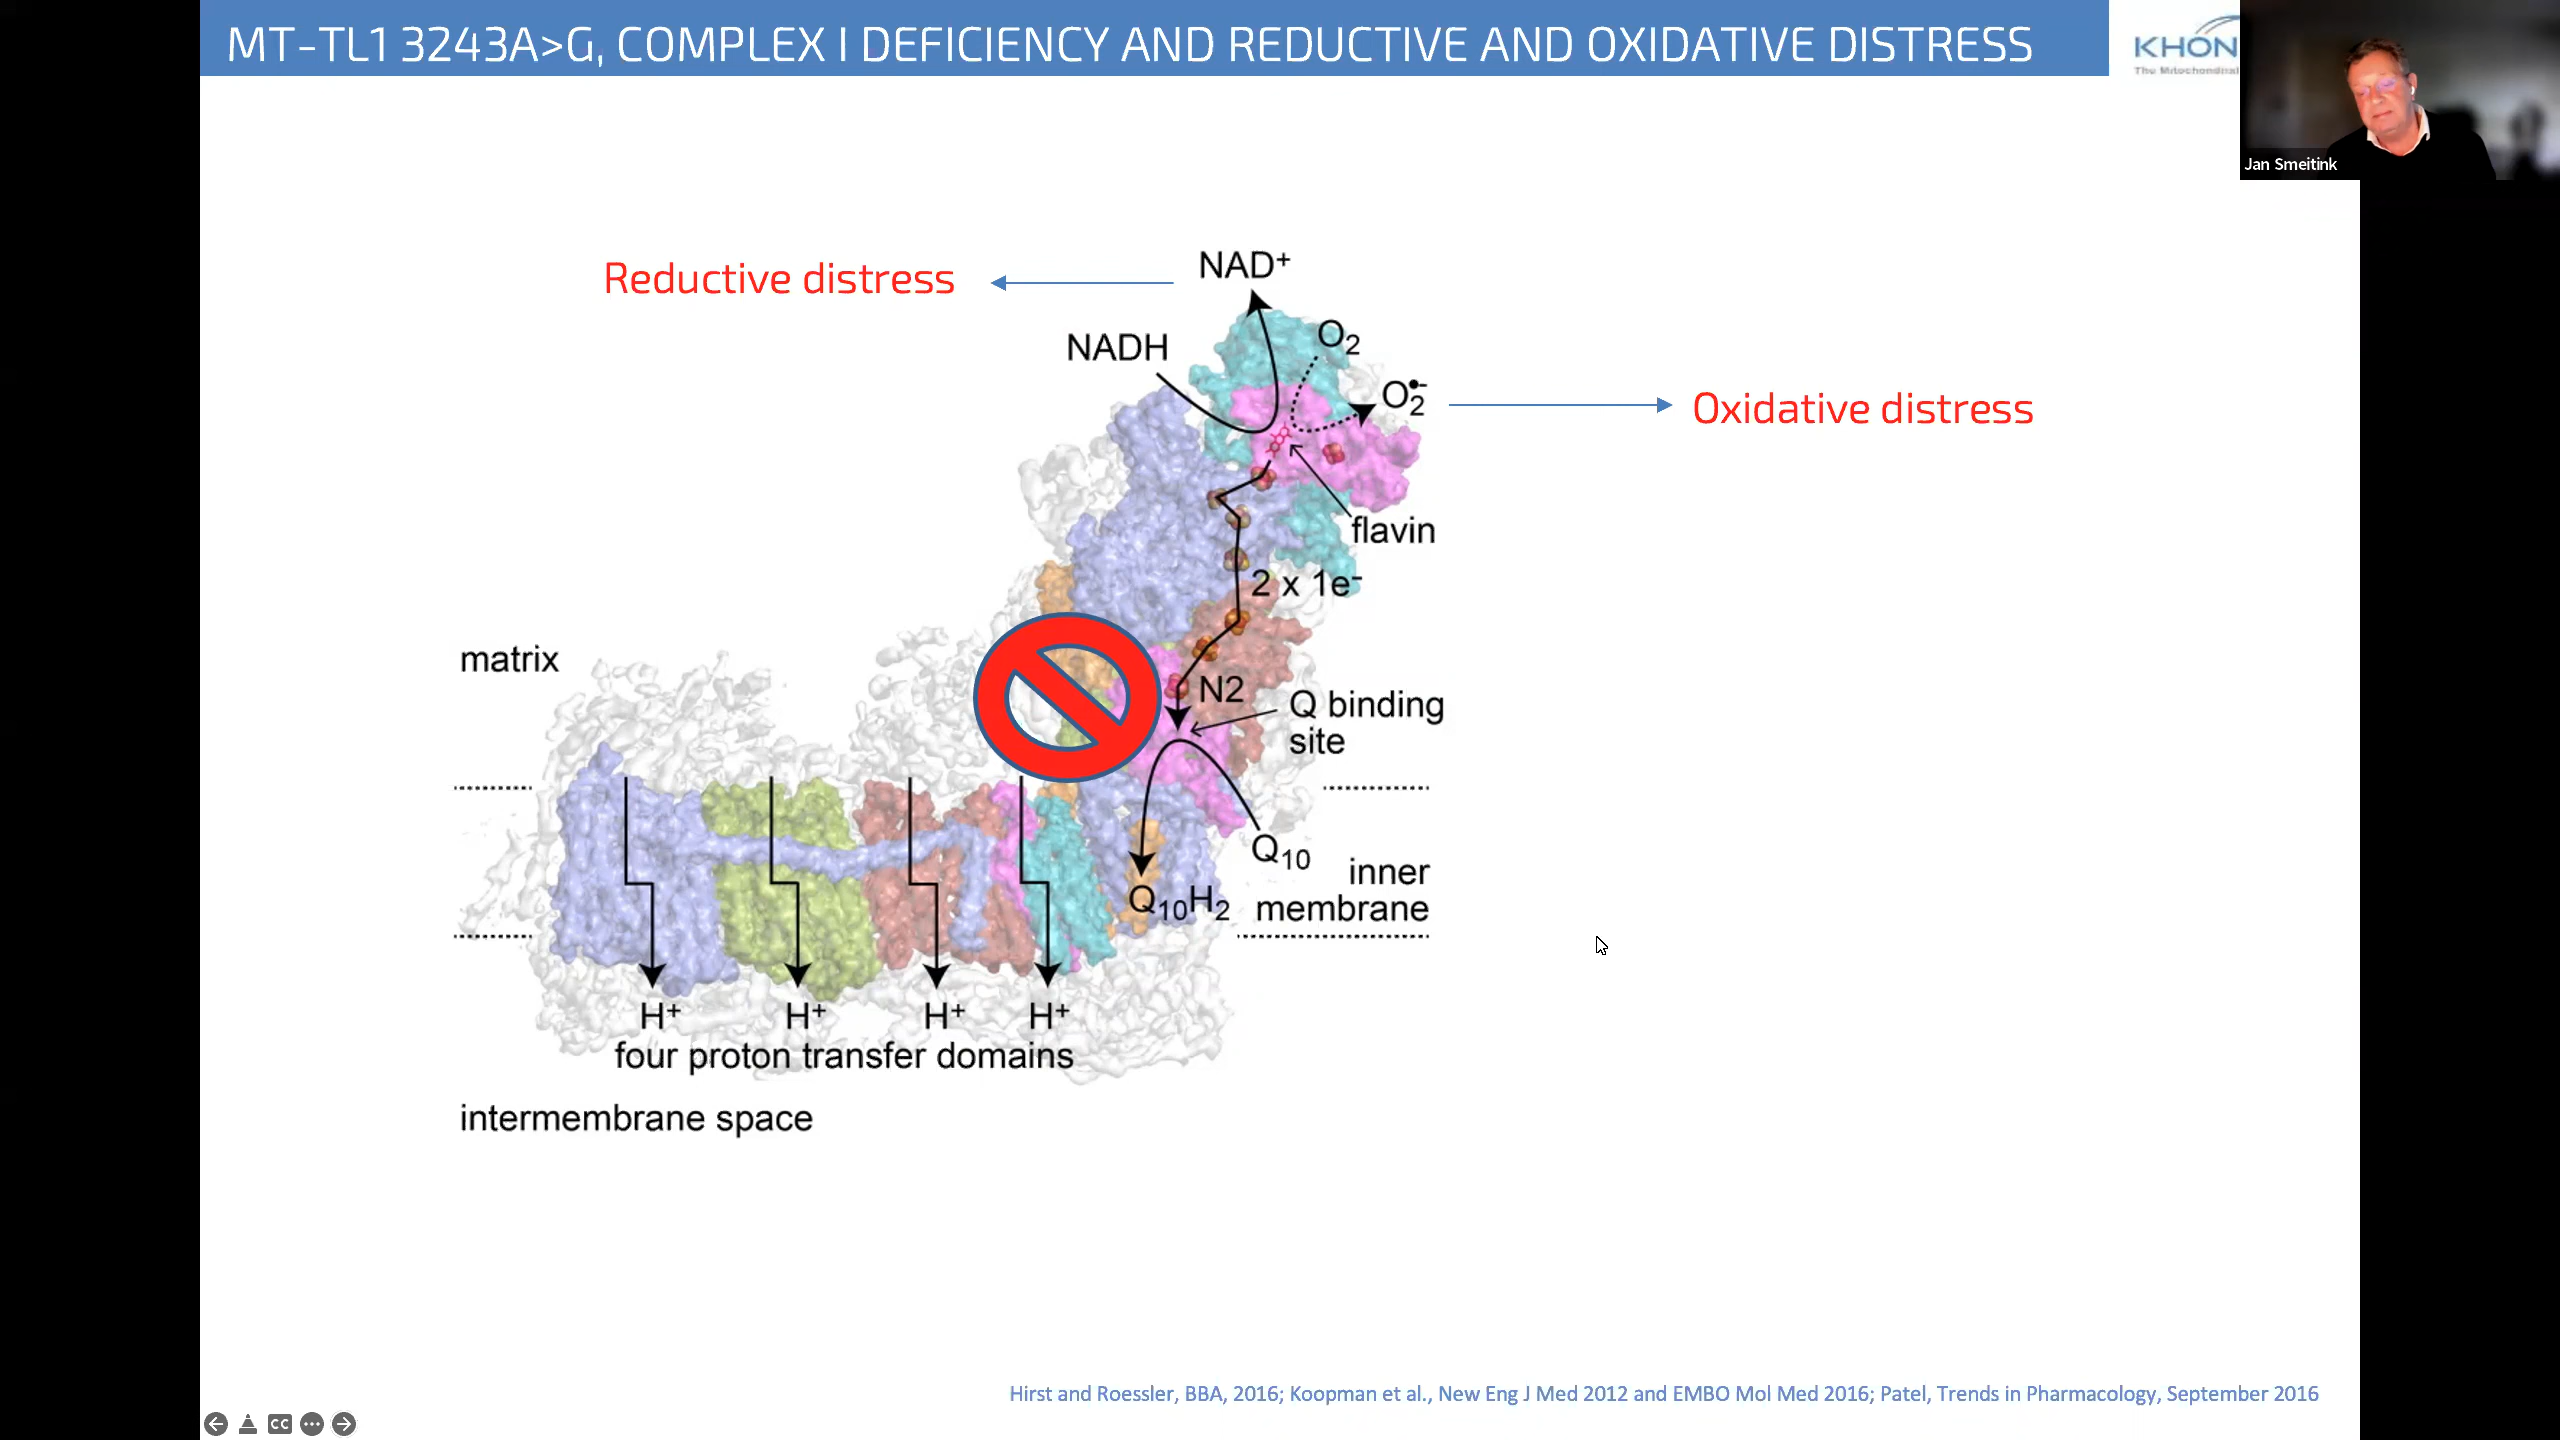 MT-TL1 3243A>G, COMPLEX I DEFICIENCY AND REDUCTIVE AND OXIDATIVE DISTRESS
KHON
The Mitochondrial
Jan Smeitink
Reductive distress
NAD⁺
NADH
O₂
O₂•⁻
Oxidative distress
flavin
2 x 1e⁻
matrix
N2
Q binding
site
Q₁₀
Q₁₀H₂
inner
membrane
H⁺ H⁺ H⁺ H⁺
four proton transfer domains
intermembrane space
Hirst and Roessler, BBA, 2016; Koopman et al., New Eng J Med 2012 and EMBO Mol Med 2016; Patel, Trends in Pharmacology, September 2016
CC